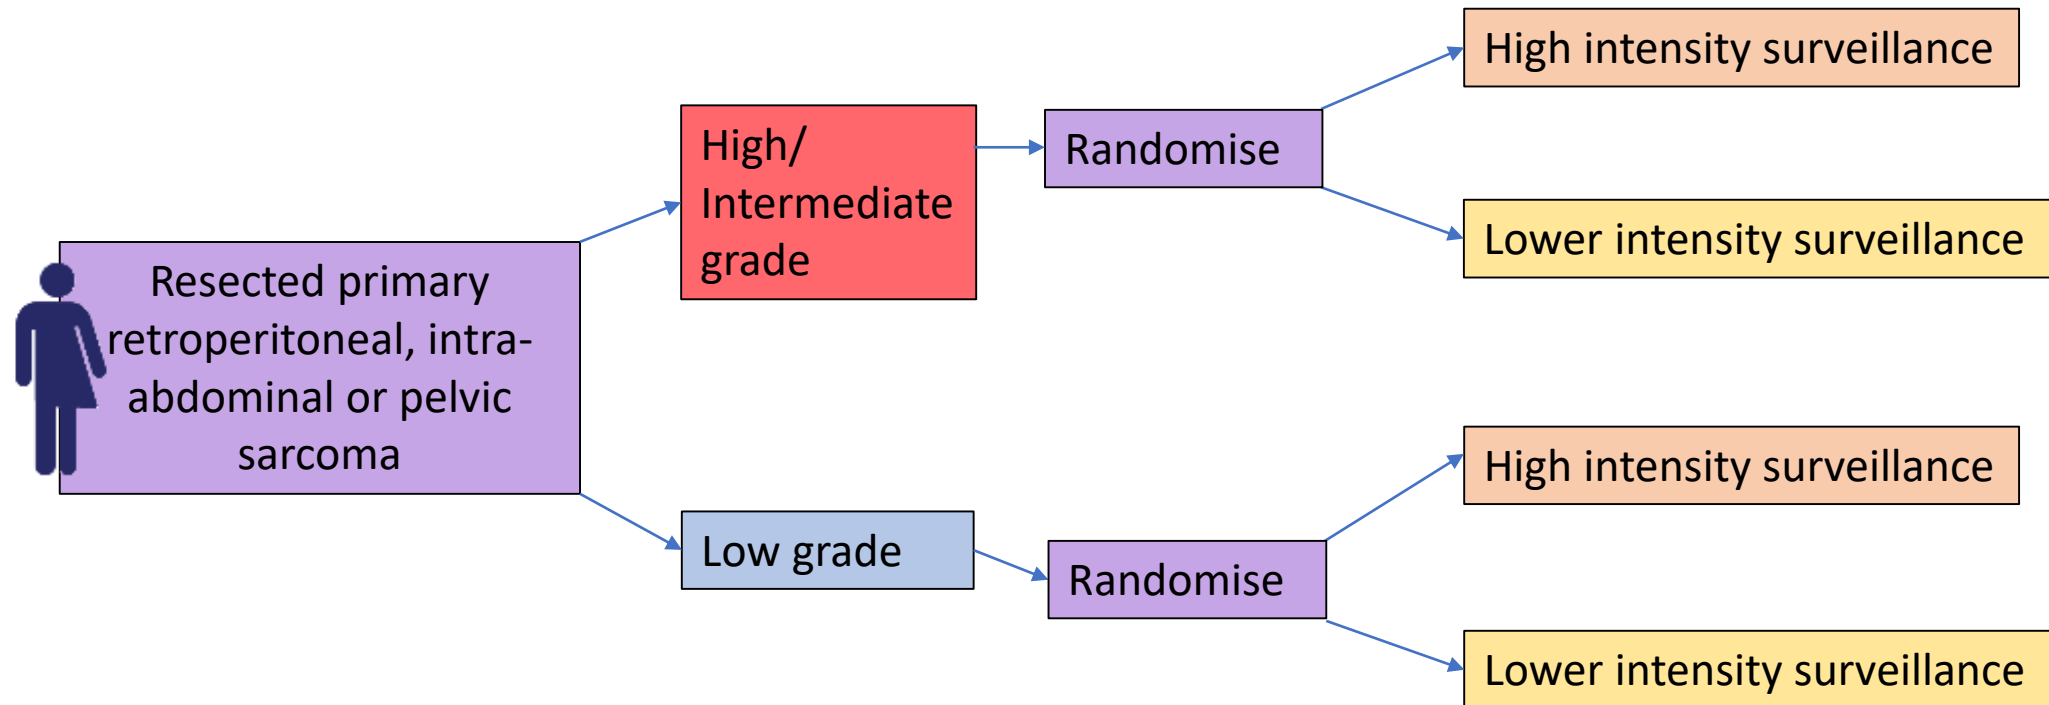 High intensity surveillance
High/
Intermediate
grade
Randomise
Lower intensity surveillance
Resected primary
retroperitoneal, intra-
abdominal or pelvic
sarcoma
High intensity surveillance
Low grade
Randomise
Lower intensity surveillance